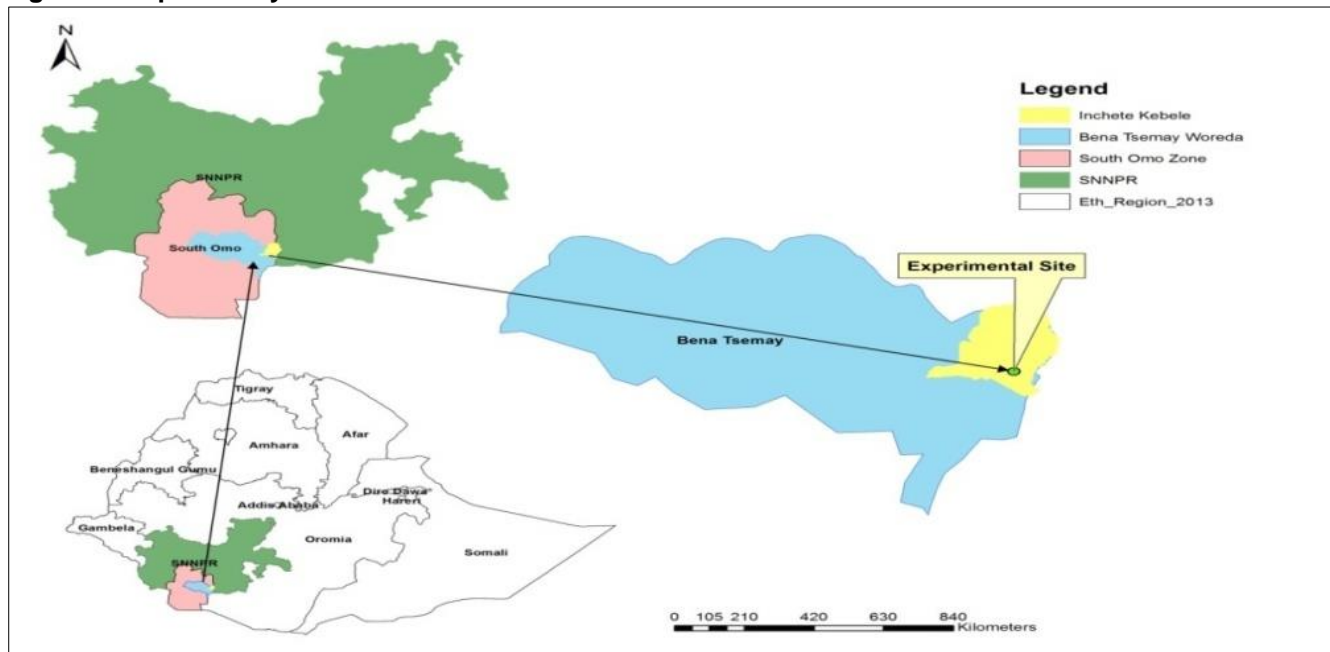 N
Legend
Inchete Kebele
Bena Tsemay Woreda
South Omo Zone
SNNPR
Eth_Region_2013
SNNPR
South Omo
Experimental Site
Bena Tsemay
Tigray
Afar
Amhara
Beneshangul Gumu
Dire Dawa
Hareri
Addis Ababa
Gambela
Oromia
Somali
SNNPR
0 105 210 420 630 840
Kilometers